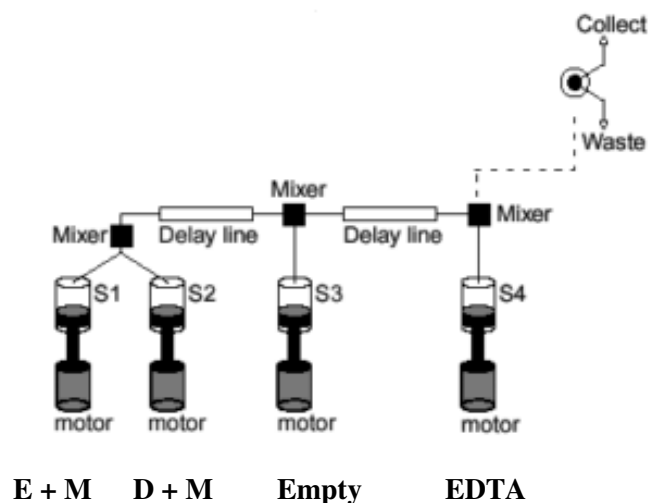 Collect
Waste
Mixer
Mixer Delay line Delay line Mixer
S1 S2 S3 S4
motor motor motor motor
E + M D + M Empty EDTA